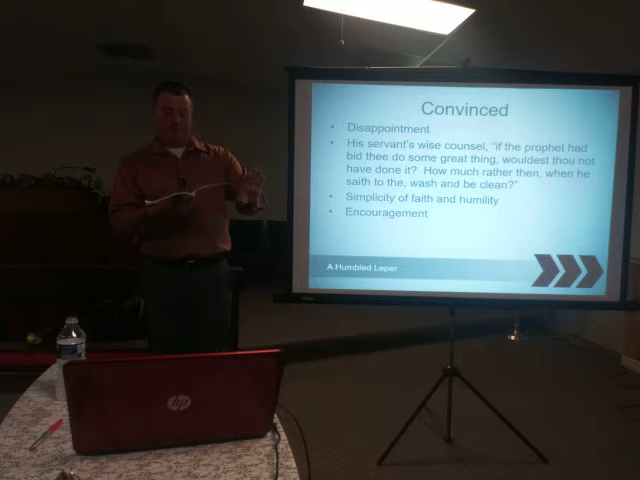 Convinced
• Disappointment
• His servant's wise counsel, "if the prophet had
bid thee do some great thing, wouldest thou not
have done it? How much rather then, when he
saith to the, wash and be clean?"
• Simplicity of faith and humility
• Encouragement
A Humbled Leper
hp